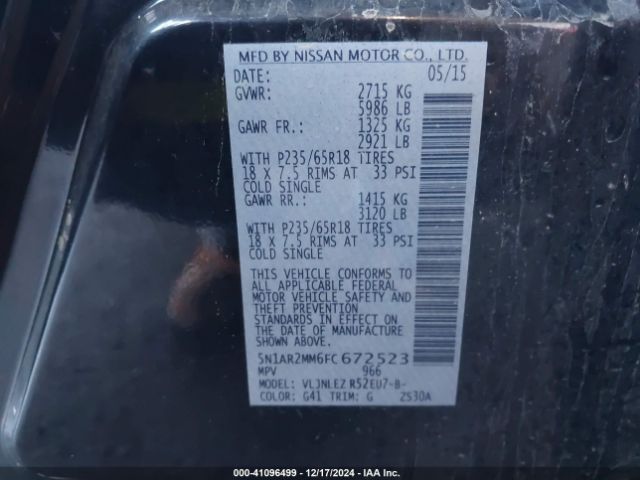 MFD BY NISSAN MOTOR CO., LTD.
DATE: 05/15
GVWR: 2715 KG
5986 LB
GAWR FR.: 1325 KG
2921 LB
WITH P235/65R18 TIRES
18 X 7.5 RIMS AT 33 PSI
COLD SINGLE
GAWR RR.: 1415 KG
3120 LB
WITH P235/65R18 TIRES
18 X 7.5 RIMS AT 33 PSI
COLD SINGLE
THIS VEHICLE CONFORMS TO
ALL APPLICABLE FEDERAL
MOTOR VEHICLE SAFETY AND
THEFT PREVENTION
STANDARDS IN EFFECT ON
THE DATE OF MANUFACTURE
SHOWN ABOVE.
5N1AR2MM6FC672523
MPV 966
MODEL: VLJNLEZ R52EU7-B-
COLOR: G41 TRIM: G 2S30A
000-41096499 — 12/17/2024 — IAA Inc.